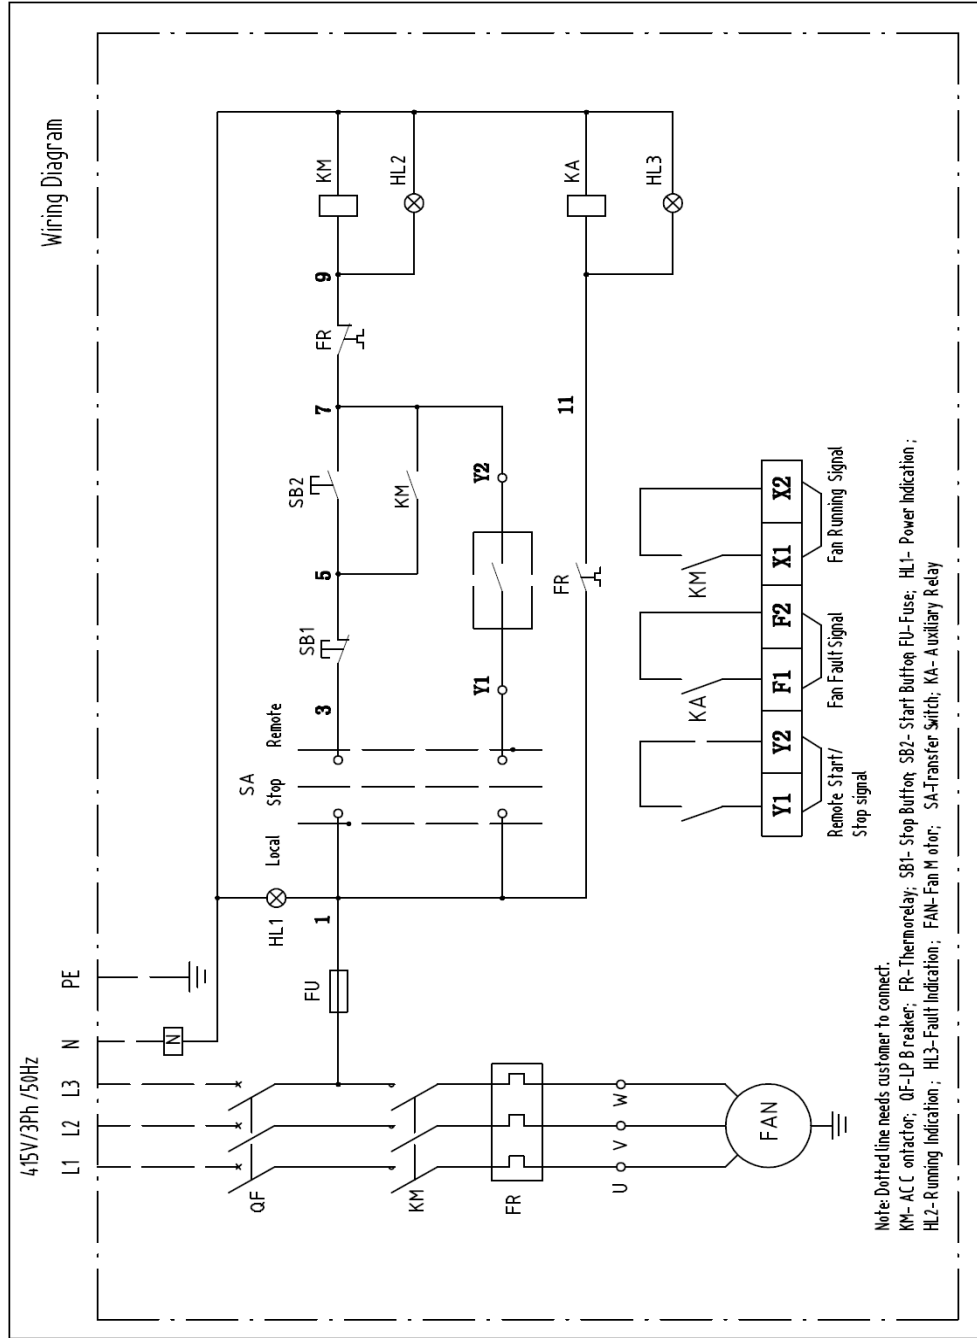 Wiring Diagram
415V/3Ph /50Hz
L1
L2
L3
N
PE
N
QF
KM
FR
U
V
W
FAN
FU
1
HL1
Local
SA
Stop
Remote
3
SB1
5
SB2
7
FR
9
KM
HL2
KM
Y1
Y2
FR
11
KA
HL3
KA
KM
Y1
Y2
F1
F2
X1
X2
Remote Start/
Stop signal
Fan Fault Signal
Fan Running Signal
Note: Dotted line needs customer to connect.
KM- AC C ontactor; QF-LP B reaker; FR-Thermorelay; SB1- Stop Button; SB2- Start Button; FU-Fuse; HL1- Power Indication ;
HL2-Running Indication ; HL3-Fault Indication ; FAN-Fan M otor; SA-Transfer Switch; KA- Auxiliary Relay